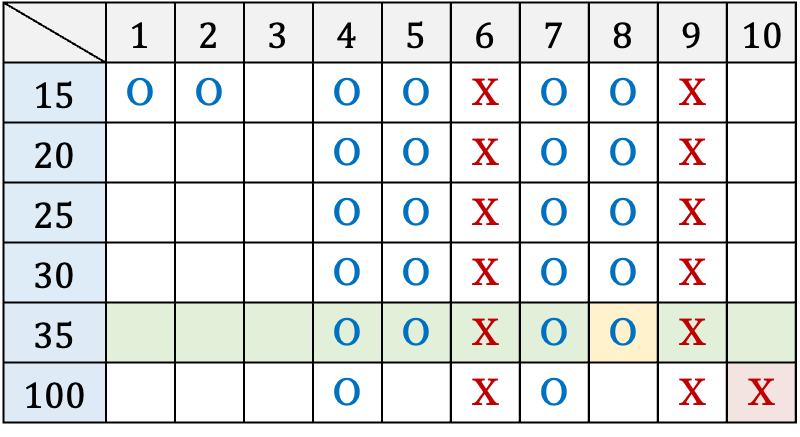 1 2 3 4 5 6 7 8 9 10
15 O O O O X O O X
20 O O X O O X
25 O O X O O X
30 O O X O O X
35 O O X O O X
100 O X O X X